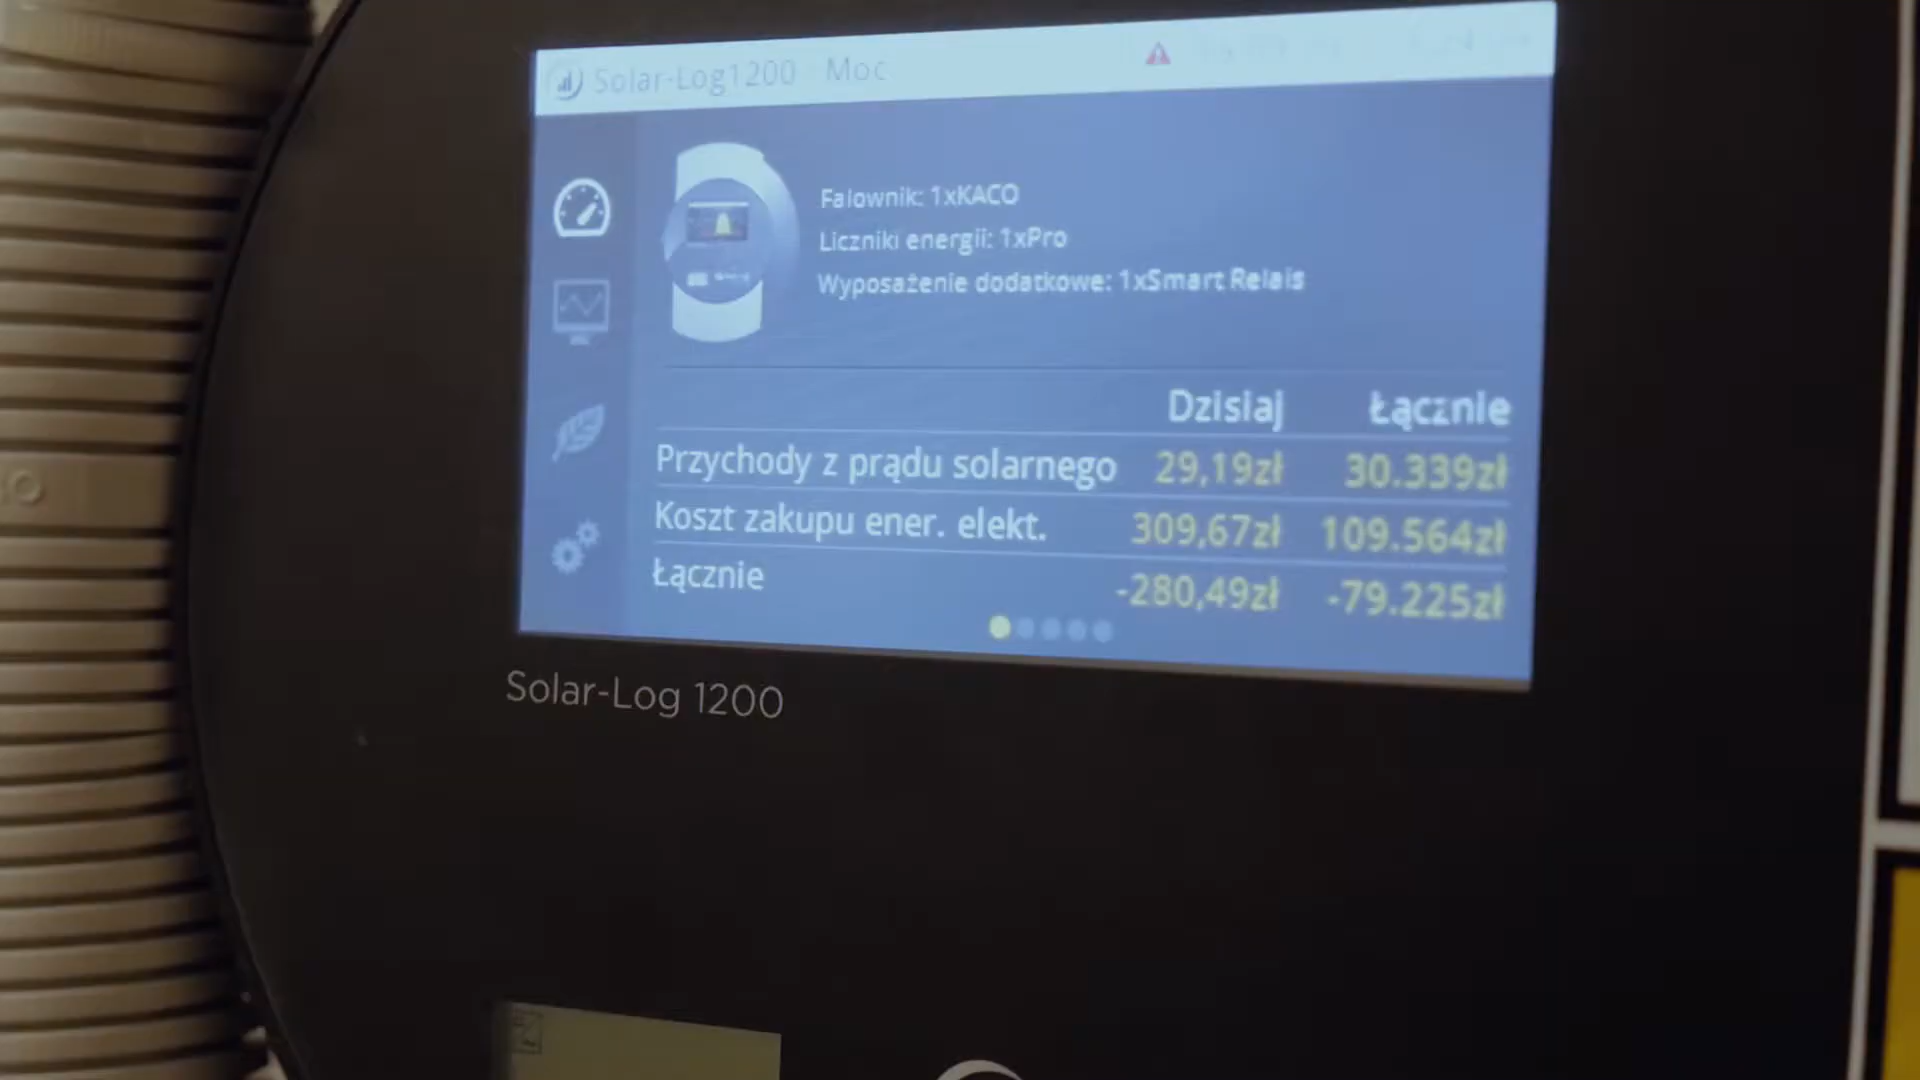 Solar-Log1200 - Moc
Falownik: 1xKACO
Liczniki energii: 1xPro
Wyposażenie dodatkowe: 1xSmart Relais
Dzisiaj Łącznie
Przychody z prądu solarnego 29,19zł 30.339zł
Koszt zakupu ener. elekt. 309,67zł 109.564zł
Łącznie -280,49zł -79.225zł
Solar-Log 1200